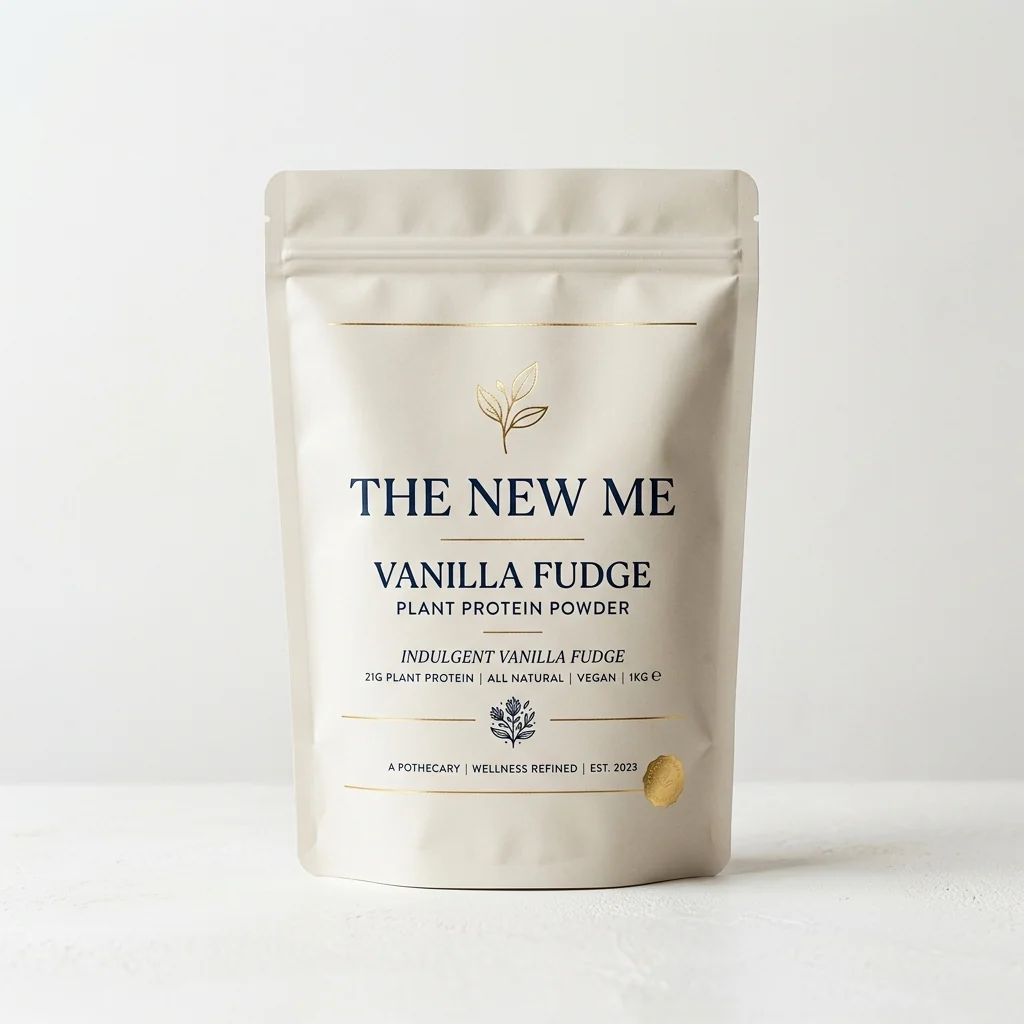 THE NEW ME
VANILLA FUDGE
PLANT PROTEIN POWDER
INDULGENT VANILLA FUDGE
21G PLANT PROTEIN | ALL NATURAL | VEGAN | 1KG ℮
A POTHECARY | WELLNESS REFINED | EST. 2023